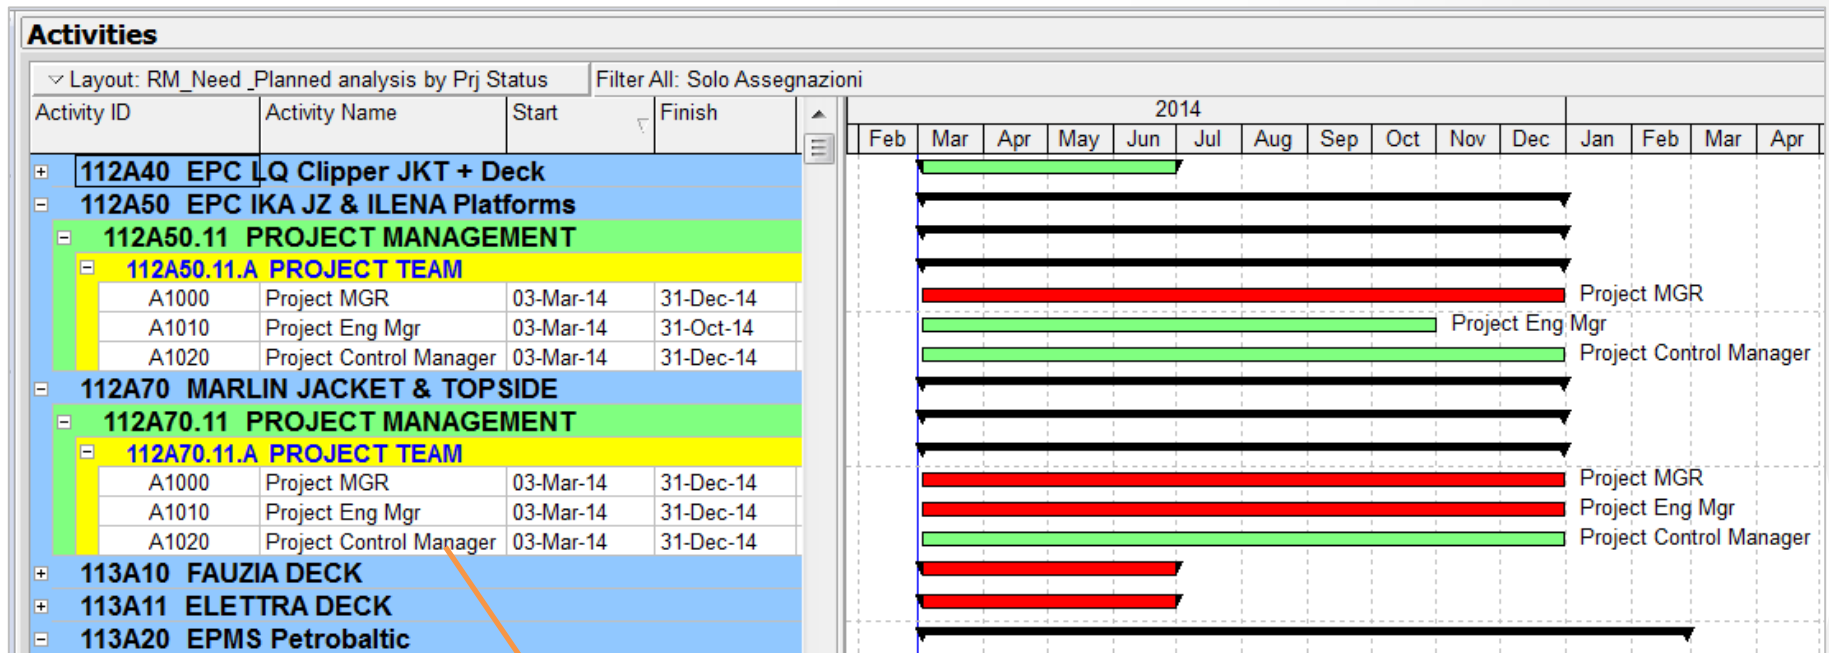 Activities
Layout: RM_Need _Planned analysis by Prj Status Filter All: Solo Assegnazioni
Activity ID Activity Name Start Finish 2014
Feb Mar Apr May Jun Jul Aug Sep Oct Nov Dec Jan Feb Mar Apr
112A40 EPC LQ Clipper JKT + Deck
112A50 EPC IKA JZ & ILENA Platforms
112A50.11 PROJECT MANAGEMENT
112A50.11.A PROJECT TEAM
A1000 Project MGR 03-Mar-14 31-Dec-14 Project MGR
A1010 Project Eng Mgr 03-Mar-14 31-Oct-14 Project Eng Mgr
A1020 Project Control Manager 03-Mar-14 31-Dec-14 Project Control Manager
112A70 MARLIN JACKET & TOPSIDE
112A70.11 PROJECT MANAGEMENT
112A70.11.A PROJECT TEAM
A1000 Project MGR 03-Mar-14 31-Dec-14 Project MGR
A1010 Project Eng Mgr 03-Mar-14 31-Dec-14 Project Eng Mgr
A1020 Project Control Manager 03-Mar-14 31-Dec-14 Project Control Manager
113A10 FAUZIA DECK
113A11 ELETTRA DECK
113A20 EPMS Petrobaltic